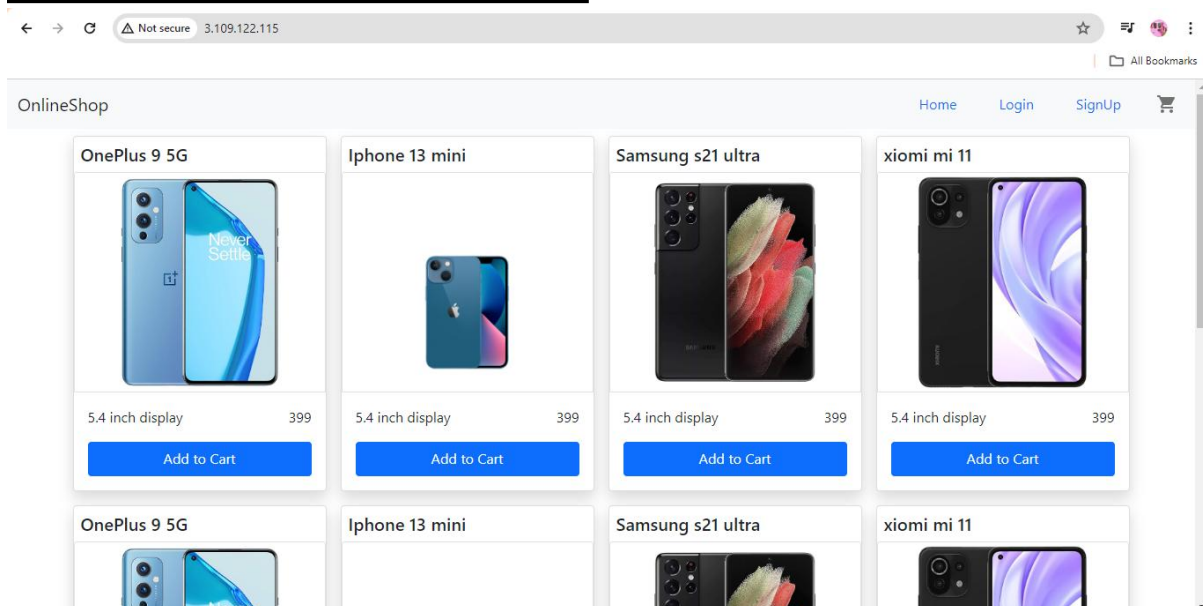 Not secure 3.109.122.115
All Bookmarks
OnlineShop Home Login SignUp
OnePlus 9 5G Iphone 13 mini Samsung s21 ultra xiomi mi 11
Never
Settle
5.4 inch display 399 5.4 inch display 399 5.4 inch display 399 5.4 inch display 399
Add to Cart Add to Cart Add to Cart Add to Cart
OnePlus 9 5G Iphone 13 mini Samsung s21 ultra xiomi mi 11